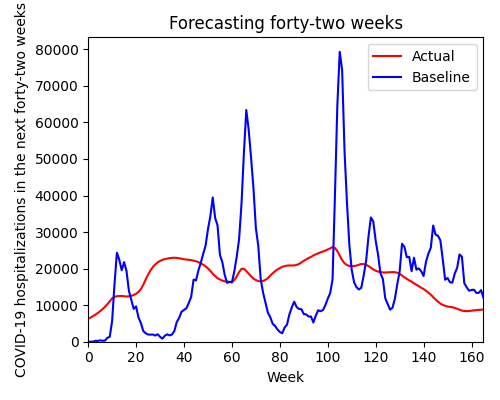 Forecasting forty-two weeks
COVID-19 hospitalizations in the next forty-two weeks
80000
70000
60000
50000
40000
30000
20000
10000
0
Actual
Baseline
0 20 40 60 80 100 120 140 160
Week